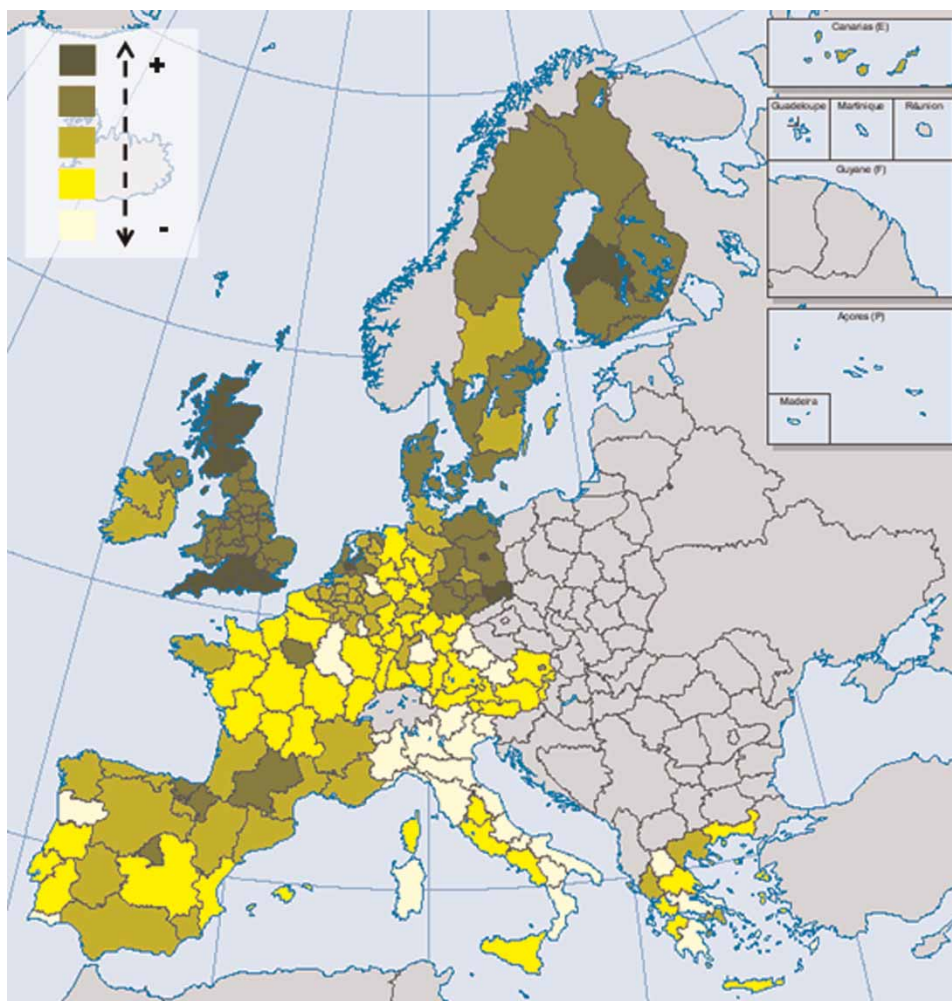 +
-
Canarias (E)
Guadeloupe
Martinique
Réunion
Guyane (F)
Açores (P)
Madeira